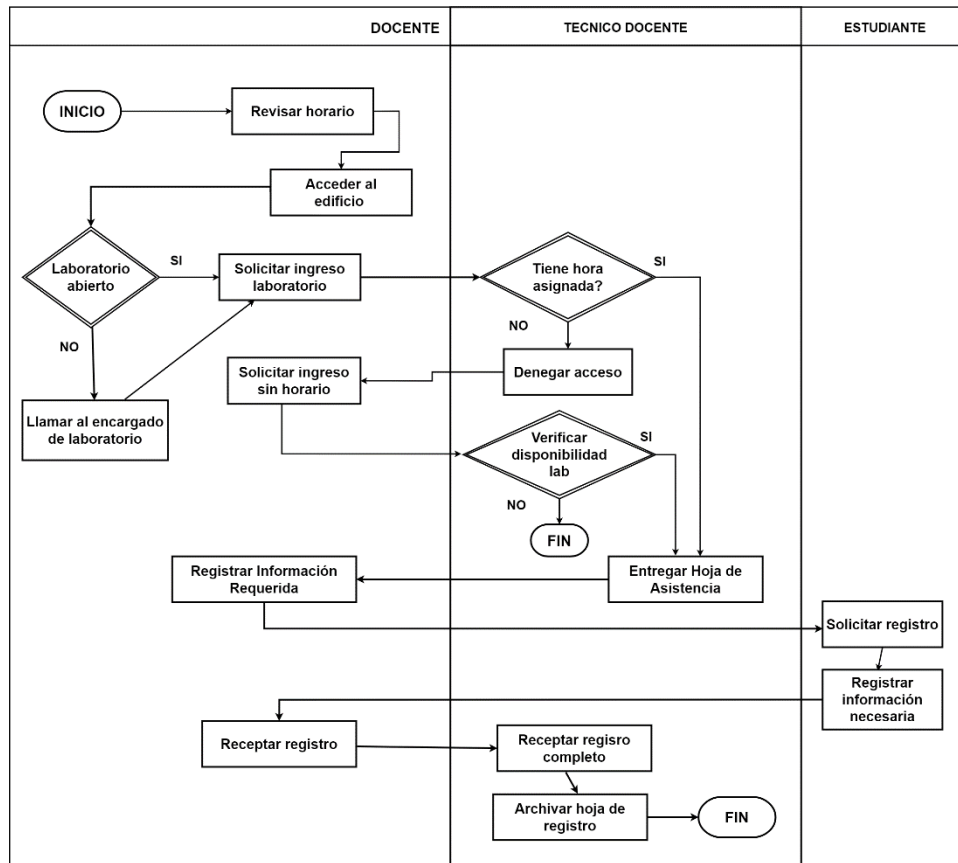 DOCENTE
TECNICO DOCENTE
ESTUDIANTE
INICIO
Revisar horario
Acceder al
edificio
Laboratorio
abierto
SI
Solicitar ingreso
laboratorio
Tiene hora
asignada?
SI
NO
NO
Denegar acceso
Solicitar ingreso
sin horario
Llamar al encargado
de laboratorio
Verificar
disponibilidad
lab
SI
NO
FIN
Entregar Hoja de
Asistencia
Registrar Información
Requerida
Solicitar registro
Registrar
información
necesaria
Receptar registro
Receptar regisro
completo
Archivar hoja de
registro
FIN